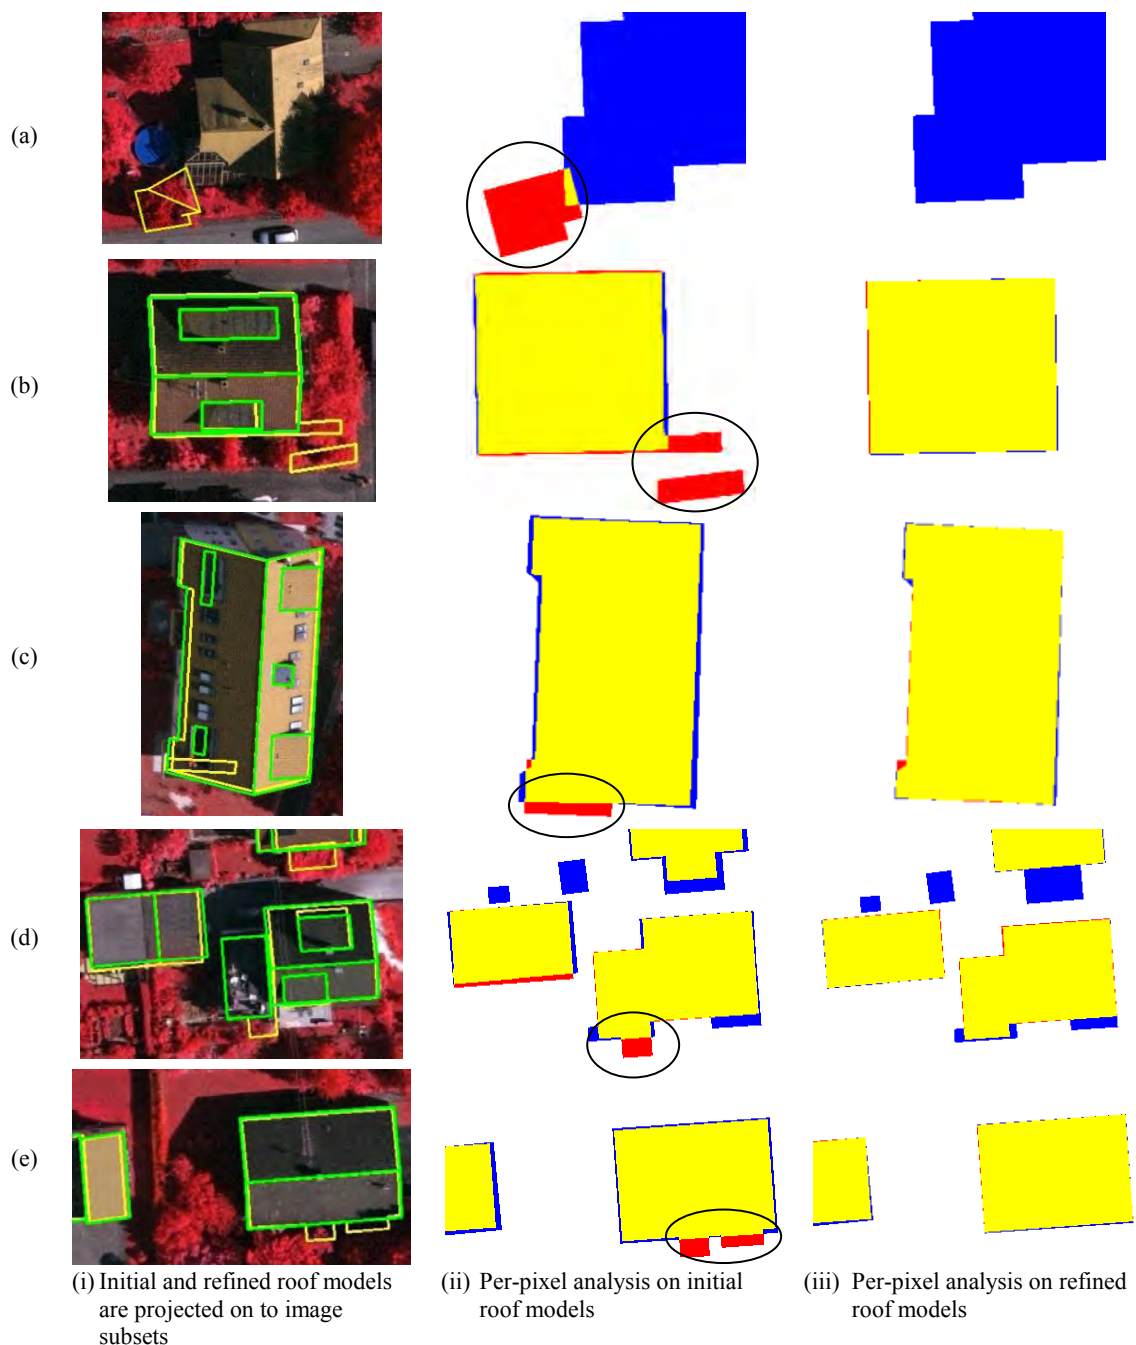 (a)
(b)
(c)
(d)
(e)
(i) Initial and refined roof models
are projected on to image
subsets
(ii) Per-pixel analysis on initial
roof models
(iii) Per-pixel analysis on refined
roof models